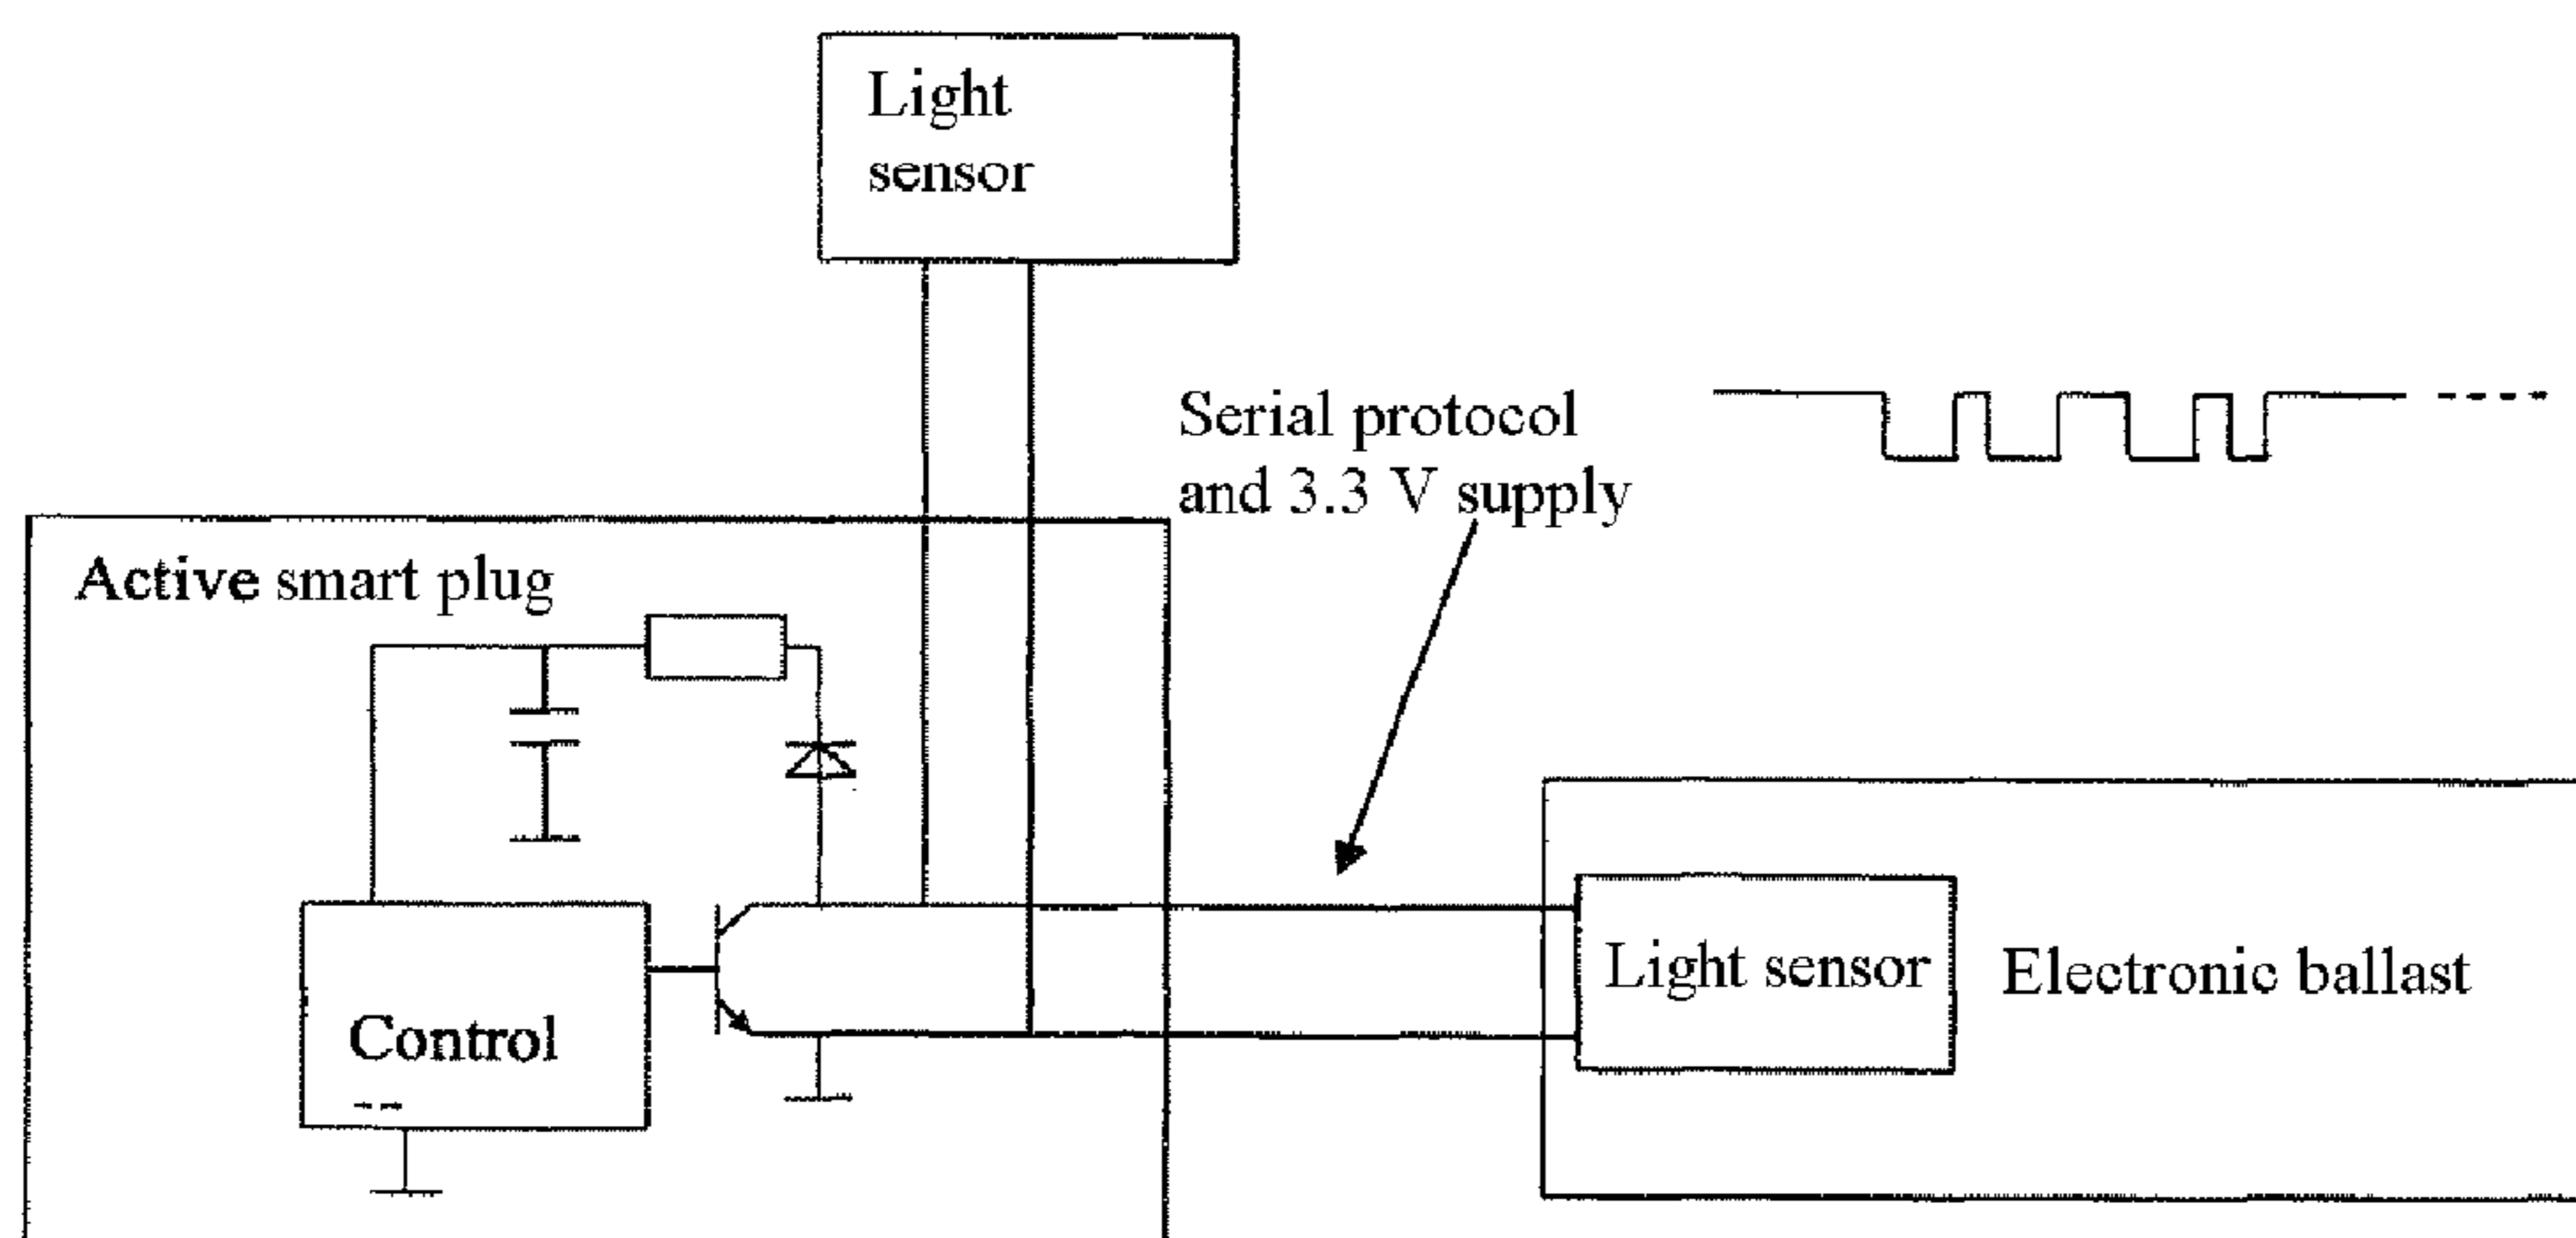 Light
sensor
Serial protocol
and 3.3 V supply
Active smart plug
Control
Light sensor
Electronic ballast